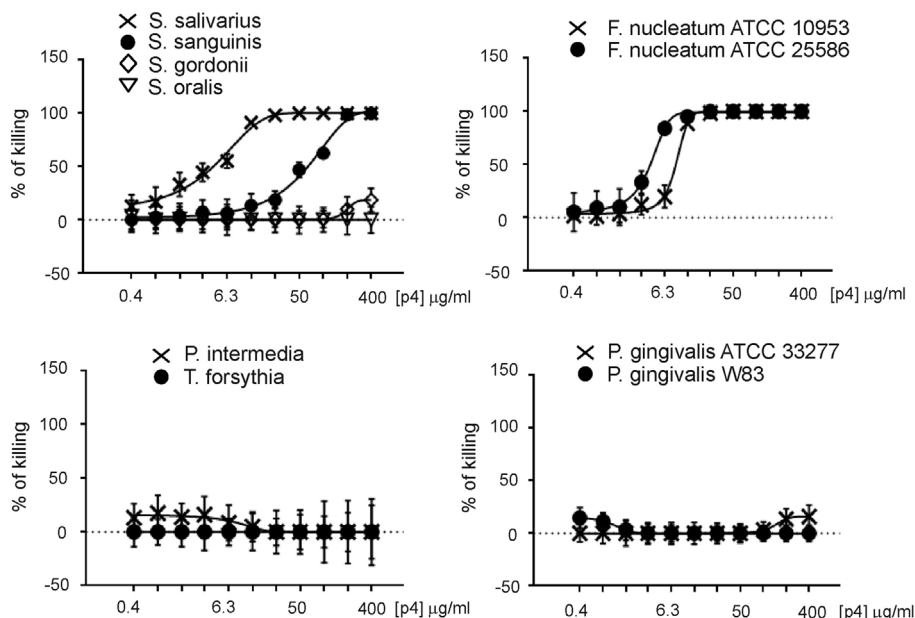 S. salivarius
S. sanguinis
S. gordonii
S. oralis
% of killing
150
100
50
0
-50
0.4 6.3 50 400 [p4] μg/ml
F. nucleatum ATCC 10953
F. nucleatum ATCC 25586
% of killing
150
100
50
0
-50
0.4 6.3 50 400 [p4] μg/ml
P. intermedia
T. forsythia
% of killing
150
100
50
0
-50
0.4 6.3 50 400 [p4] μg/ml
P. gingivalis ATCC 33277
P. gingivalis W83
% of killing
150
100
50
0
-50
0.4 6.3 50 400 [p4] μg/ml